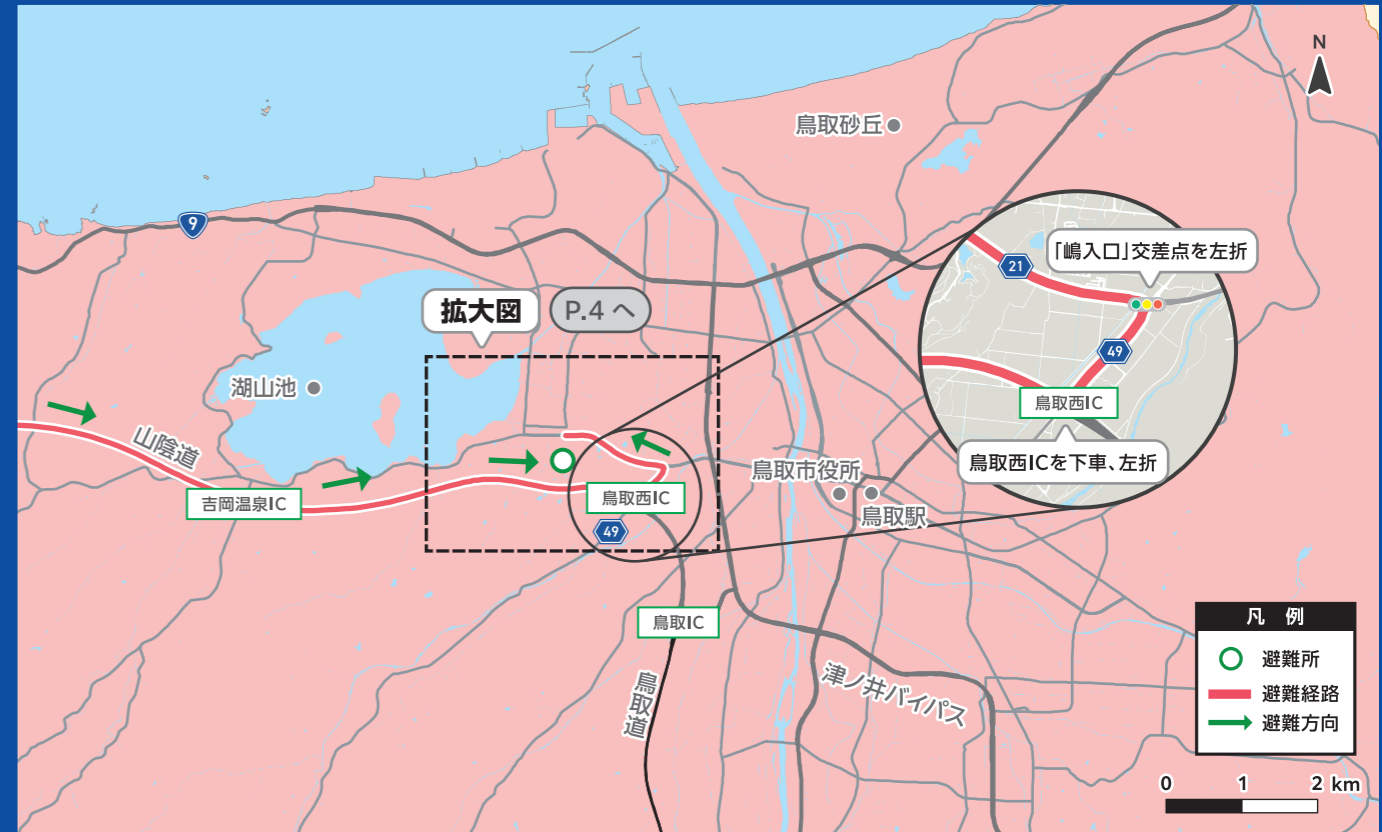 N
鳥取砂丘
9
「嶋入口」交差点を左折
21
拡大図
P.4 へ
49
湖山池
鳥取西IC
山陰道
鳥取西ICを下車、左折
鳥取市役所
吉岡温泉IC
鳥取西IC
鳥取駅
49
鳥取IC
凡 例
避難所
避難経路
避難方向
鳥取道
津ノ井バイパス
0 1 2 km